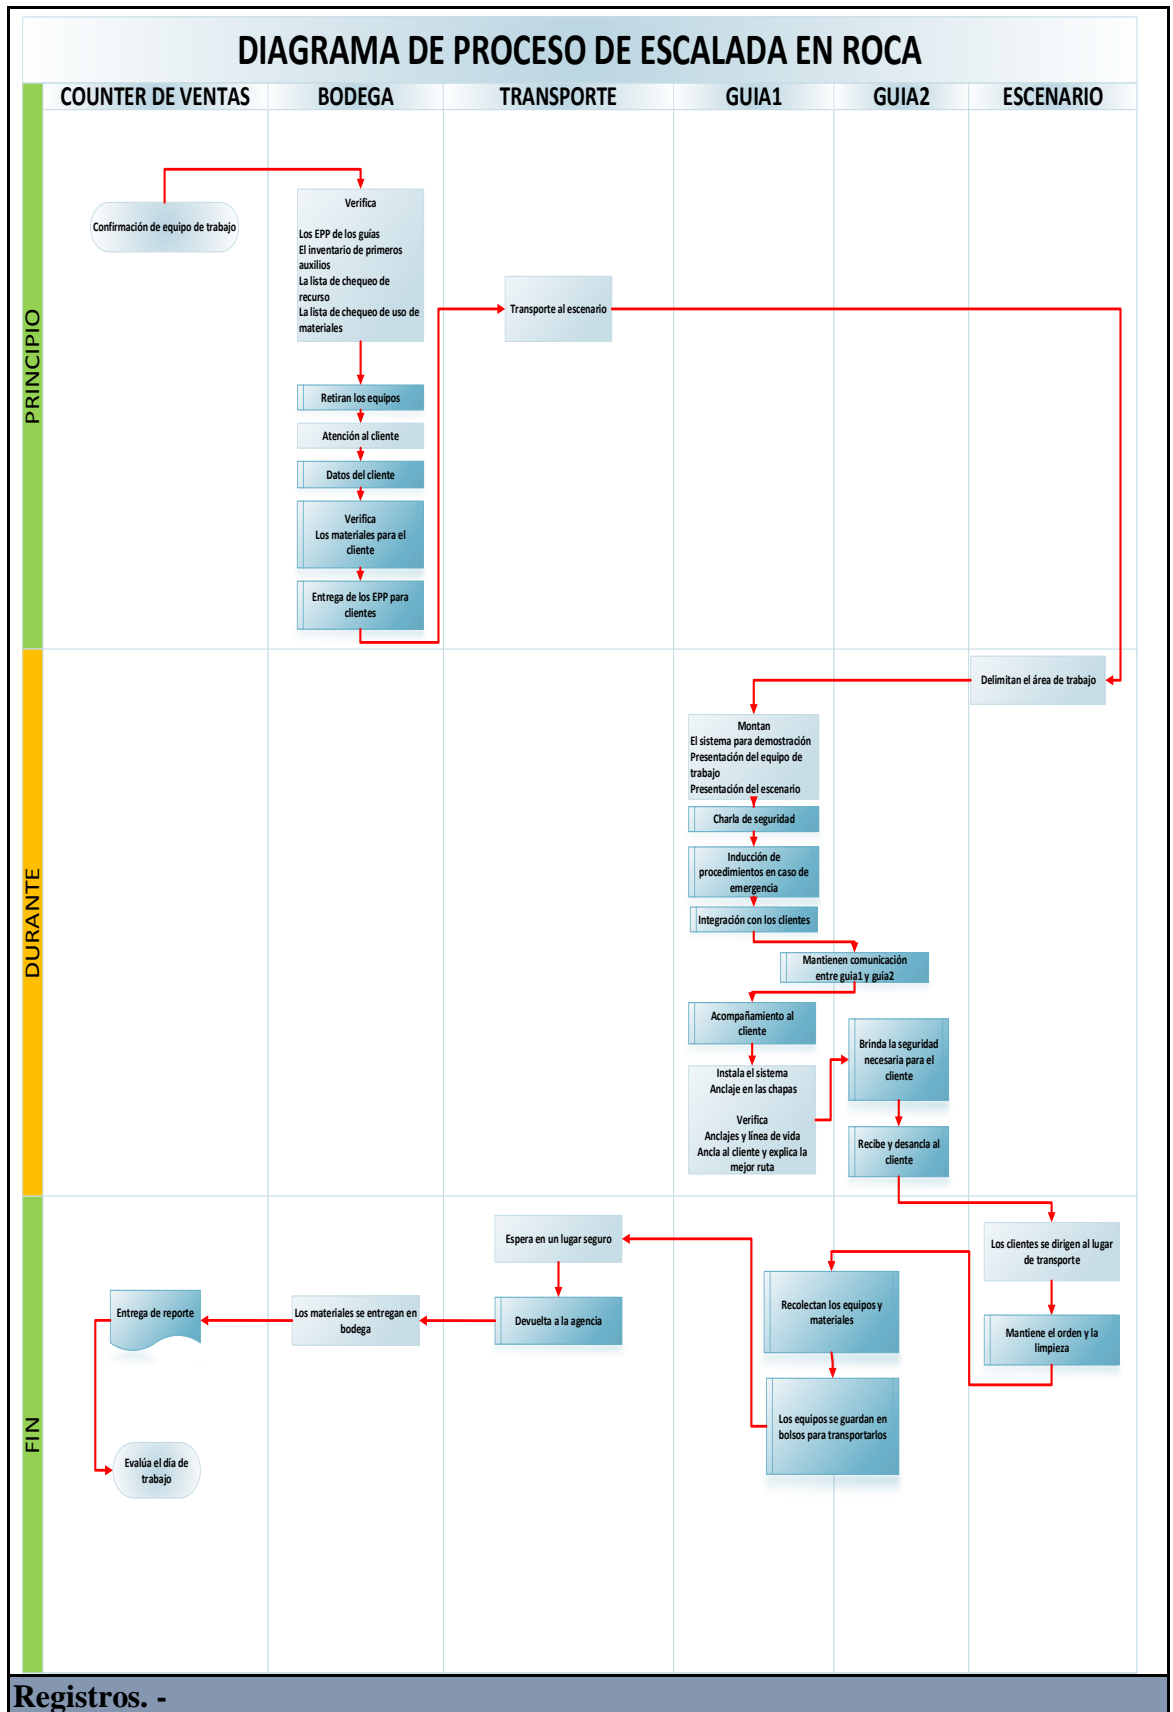 DIAGRAMA DE PROCESO DE ESCALADA EN ROCA
COUNTER DE VENTAS
BODEGA
TRANSPORTE
GUIA1
GUIA2
ESCENARIO
PRINCIPIO
Confirmación de equipo de trabajo
Verifica
Los EPP de los guías
El inventario de primeros
auxilios
La lista de chequeo de
recurso
La lista de chequeo de uso de
materiales
Retiran los equipos
Atención al cliente
Datos del cliente
Verifica
Los materiales para el
cliente
Entrega de los EPP para
clientes
Transporte al escenario
DURANTE
Delimitan el área de trabajo
Montan
El sistema para demostración
Presentación del equipo de
trabajo
Presentación del escenario
Charla de seguridad
Inducción de
procedimientos en caso de
emergencia
Integración con los clientes
Mantienen comunicación
entre guia1 y guia2
Acompañamiento al
cliente
Instala el sistema
Anclaje en las chapas
Verifica
Anclajes y línea de vida
Ancla al cliente y explica la
mejor ruta
Brinda la seguridad
necesaria para el
cliente
Recibe y desancla al
cliente
FIN
Los clientes se dirigen al lugar
de transporte
Mantiene el orden y la
limpieza
Recolectan los equipos y
materiales
Los equipos se guardan en
bolsos para transportarlos
Espera en un lugar seguro
Devuelta a la agencia
Los materiales se entregan en
bodega
Entrega de reporte
Evalúa el día de
trabajo
Registros. -